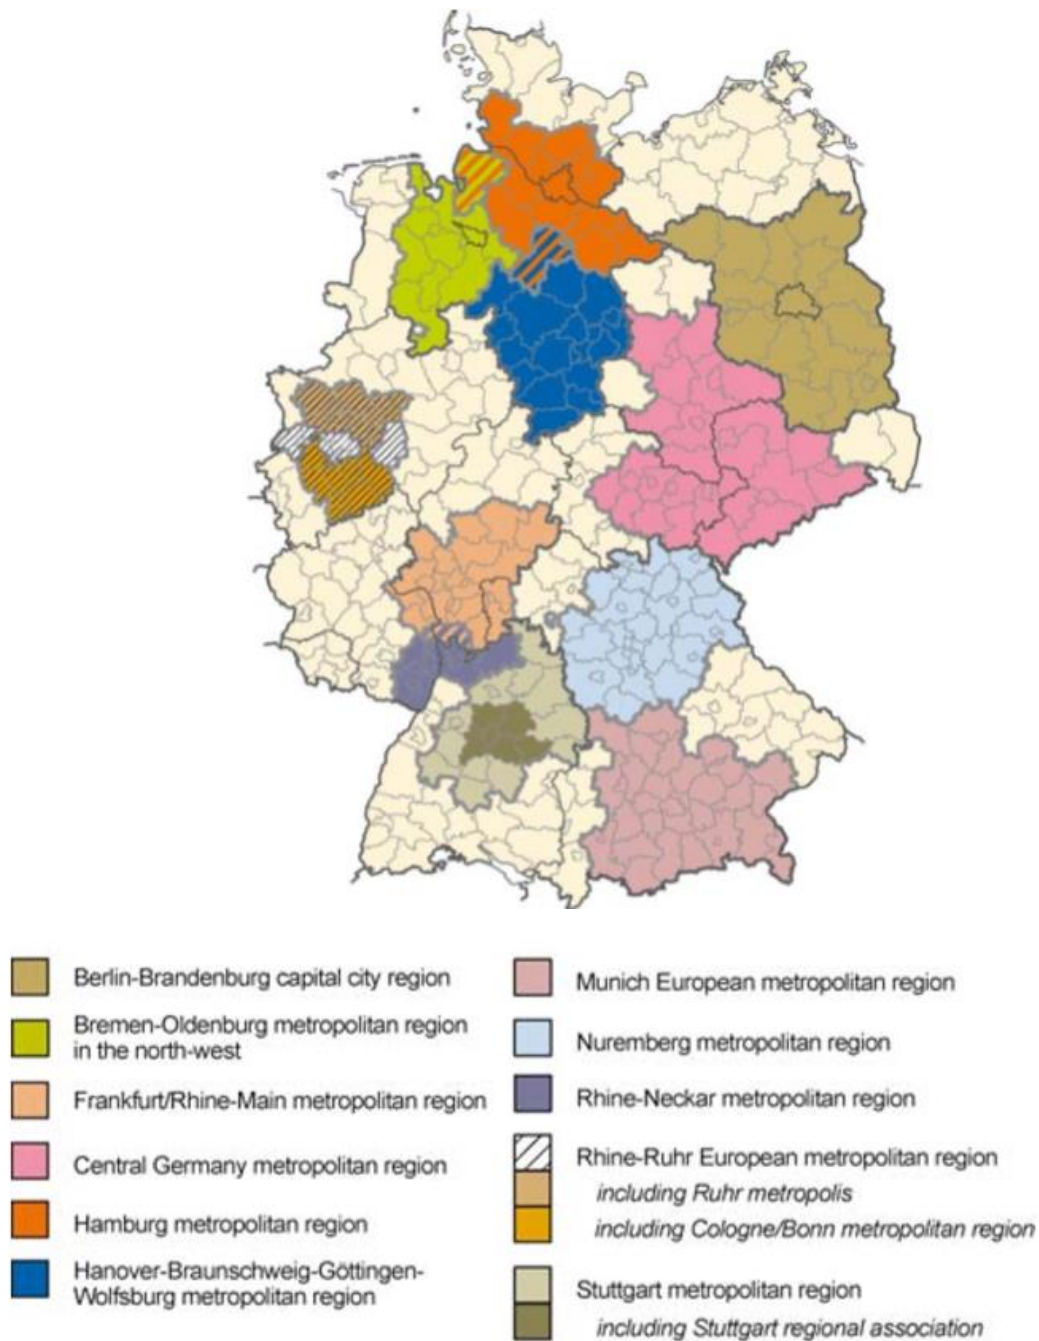 Berlin-Brandenburg capital city region
Bremen-Oldenburg metropolitan region
in the north-west
Frankfurt/Rhine-Main metropolitan region
Central Germany metropolitan region
Hamburg metropolitan region
Hanover-Braunschweig-Göttingen-
Wolfsburg metropolitan region
Munich European metropolitan region
Nuremberg metropolitan region
Rhine-Neckar metropolitan region
Rhine-Ruhr European metropolitan region
including Ruhr metropolis
including Cologne/Bonn metropolitan region
Stuttgart metropolitan region
including Stuttgart regional association